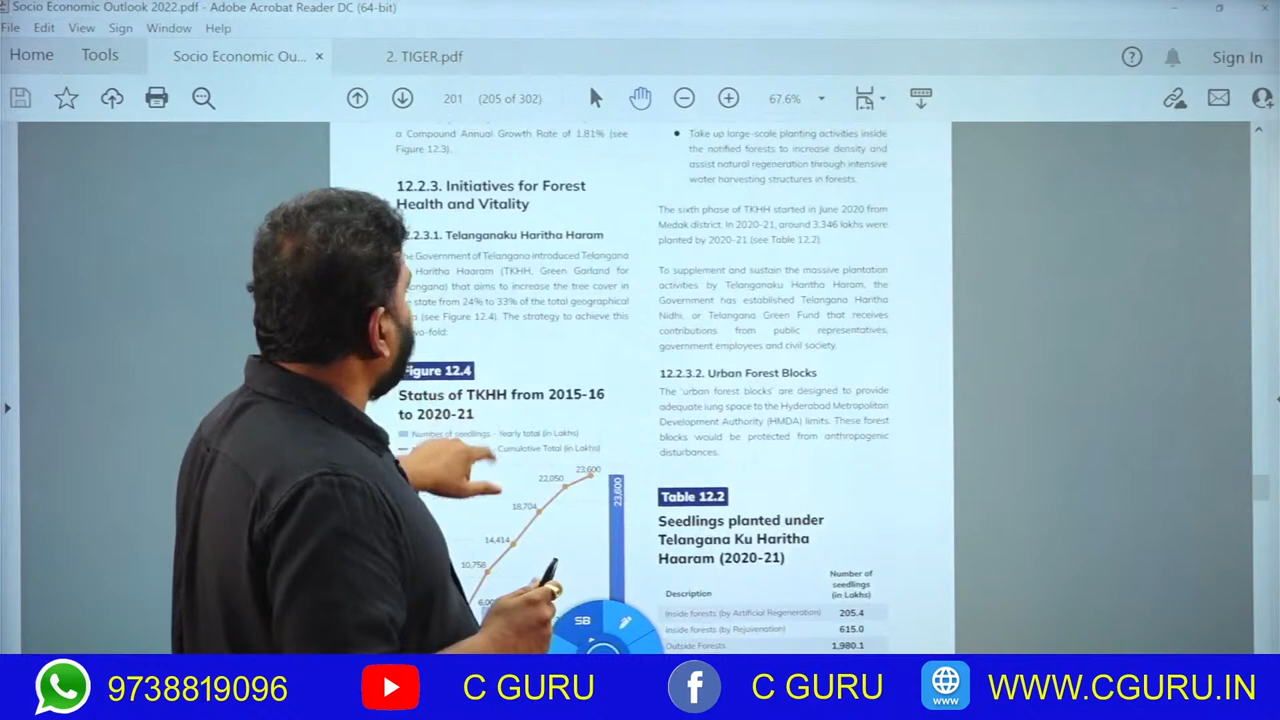 Socio Economic Outlook 2022.pdf - Adobe Acrobat Reader DC (64-bit)
File Edit View Sign Window Help
Home Tools Socio Economic Ou... × 2. TIGER.pdf Sign In
201 (205 of 302) 67.6%
a Compound Annual Growth Rate of 1.81% (see
Figure 12.3).
12.2.3. Initiatives for Forest
Health and Vitality
2.2.3.1. Telanganaku Haritha Haram
he Government of Telangana introduced Telangana
Haritha Haaram (TKHH, Green Garland for
angana) that aims to increase the tree cover in
e state from 24% to 33% of the total geographical
(see Figure 12.4). The strategy to achieve this
wo-fold:
Figure 12.4
Status of TKHH from 2015-16
to 2020-21
Number of seedlings - Yearly total (in Lakhs)
- Cumulative Total (in Lakhs)
23,600
22,050
18,704
14,414
10,758
6,00
23,600
• Take up large-scale planting activities inside
the notified forests to increase density and
assist natural regeneration through intensive
water harvesting structures in forests.
The sixth phase of TKHH started in June 2020 from
Medak district. In 2020-21, around 3,346 lakhs were
planted by 2020-21 (see Table 12.2).
To supplement and sustain the massive plantation
activities by Telanganaku Haritha Haram, the
Government has established Telangana Haritha
Nidhi, or Telangana Green Fund that receives
contributions from public representatives,
government employees and civil society.
12.2.3.2. Urban Forest Blocks
The 'urban forest blocks' are designed to provide
adequate lung space to the Hyderabad Metropolitan
Development Authority (HMDA) limits. These forest
blocks would be protected from anthropogenic
disturbances.
Table 12.2
Seedlings planted under
Telangana Ku Haritha
Haaram (2020-21)
Description Number of
seedlings
(in Lakhs)
Inside forests (by Artificial Regeneration) 205.4
Inside forests (by Rejuvenation) 615.0
Outside Forests 1,980.1
SB
9738819096 C GURU C GURU www WWW.CGURU.IN